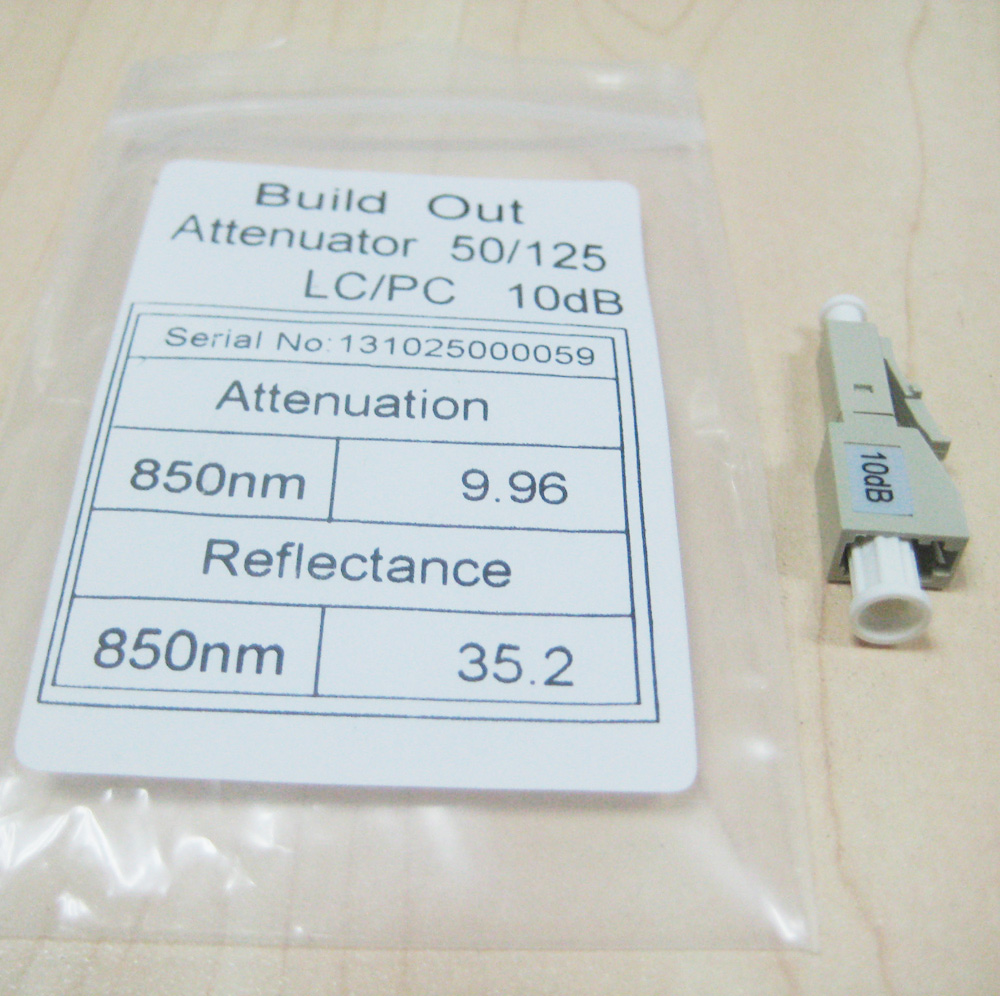 Build Out
Attenuator 50/125
LC/PC 10dB
Serial No:131025000059
Attenuation
850nm 9.96
Reflectance
850nm 35.2
10dB